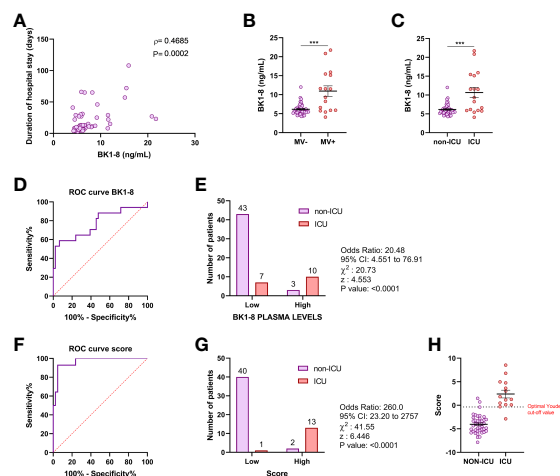 A
ρ= 0.4685
P= 0.0002
Duration of hospital stay (days)
150
100
50
0
0
10
20
30
BK1-8 (ng/mL)
B
***
BK1-8 (ng/mL)
25
20
15
10
5
0
MV-
MV+
C
***
BK1-8 (ng/mL)
25
20
15
10
5
0
non-ICU
ICU
D
ROC curve BK1-8
Sensitivity%
100
80
60
40
20
0
0
20
40
60
80
100
100% - Specificity%
E
Number of patients
50
40
30
20
10
0
43
7
3
10
non-ICU
ICU
Low
High
BK1-8 PLASMA LEVELS
Odds Ratio: 20.48
95% CI: 4.551 to 76.91
χ² : 20.73
z : 4.553
P value: <0.0001
F
ROC curve score
Sensitivity%
100
80
60
40
20
0
0
20
40
60
80
100
100% - Specificity%
G
Number of patients
50
40
30
20
10
0
40
1
2
13
non-ICU
ICU
Low
High
Score
Odds Ratio: 260.0
95% CI: 23.20 to 2757
χ² : 41.55
z : 6.446
P value: <0.0001
H
Score
10
5
0
-5
-10
Optimal Youde
cut-off value
NON-ICU
ICU